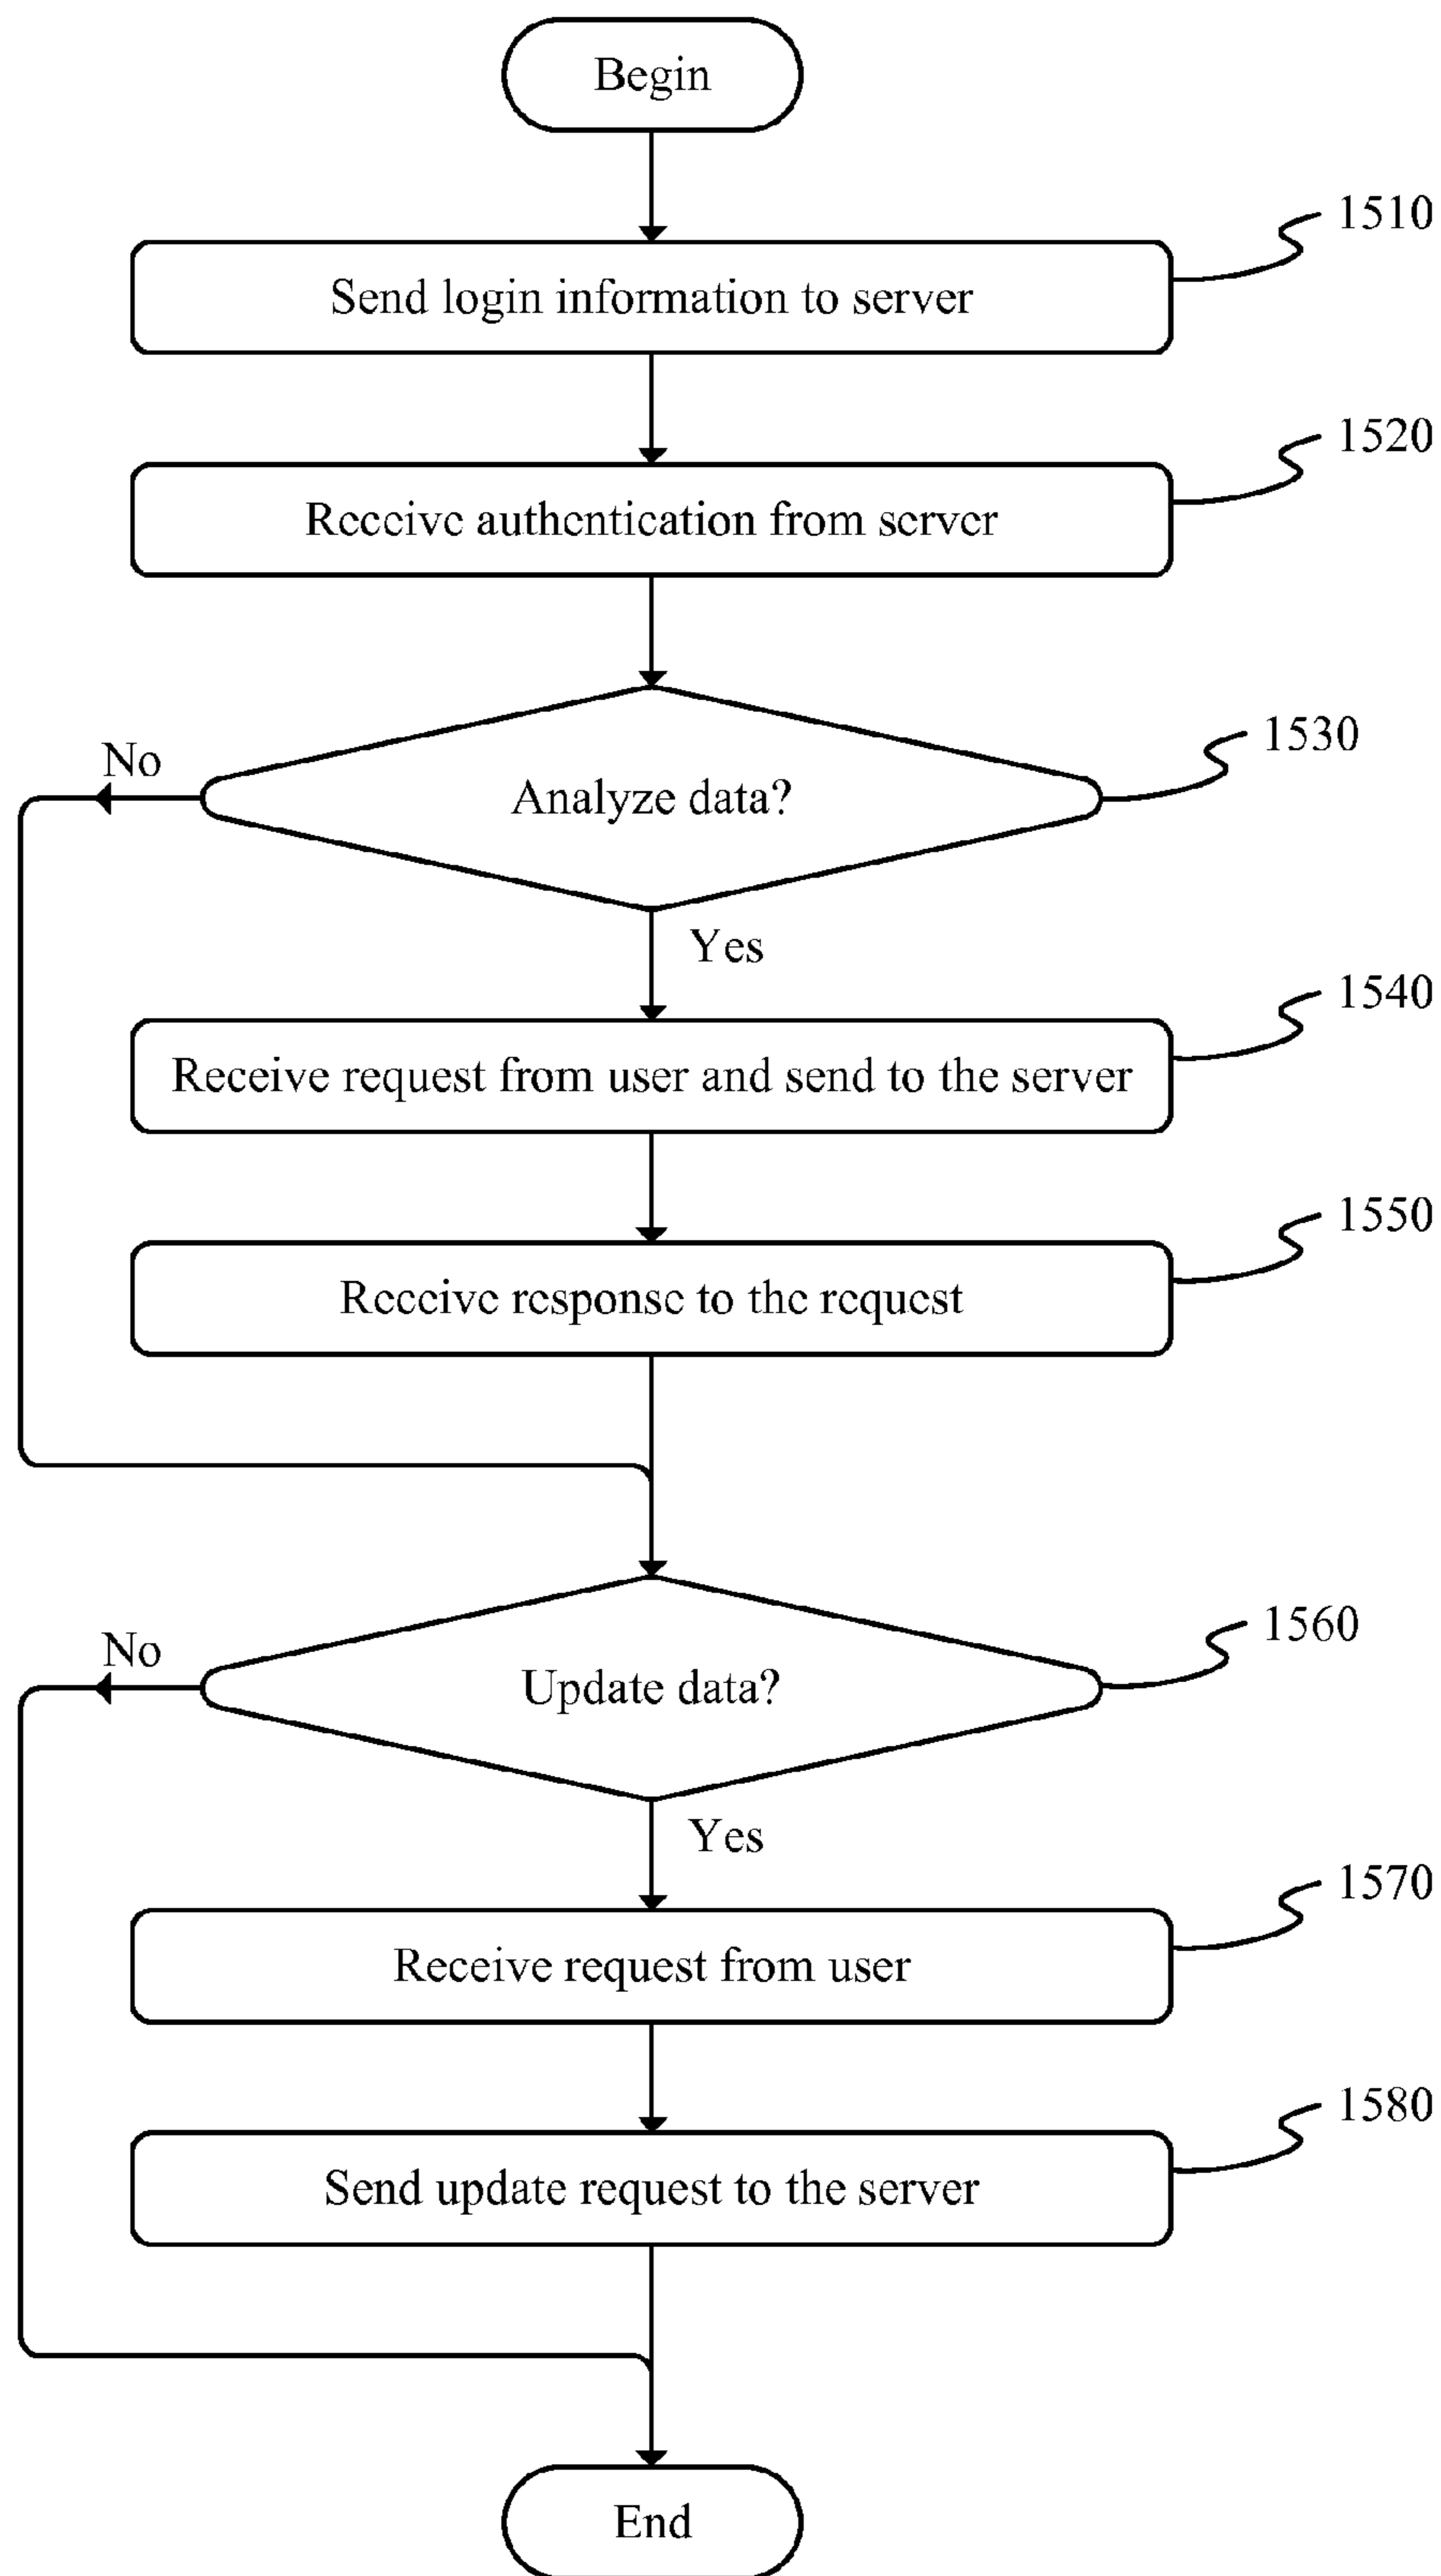 Begin
1510
Send login information to server
1520
Receive authentication from server
1530
No
Analyze data?
Yes
1540
Receive request from user and send to the server
1550
Receive response to the request
1560
No
Update data?
Yes
1570
Receive request from user
1580
Send update request to the server
End